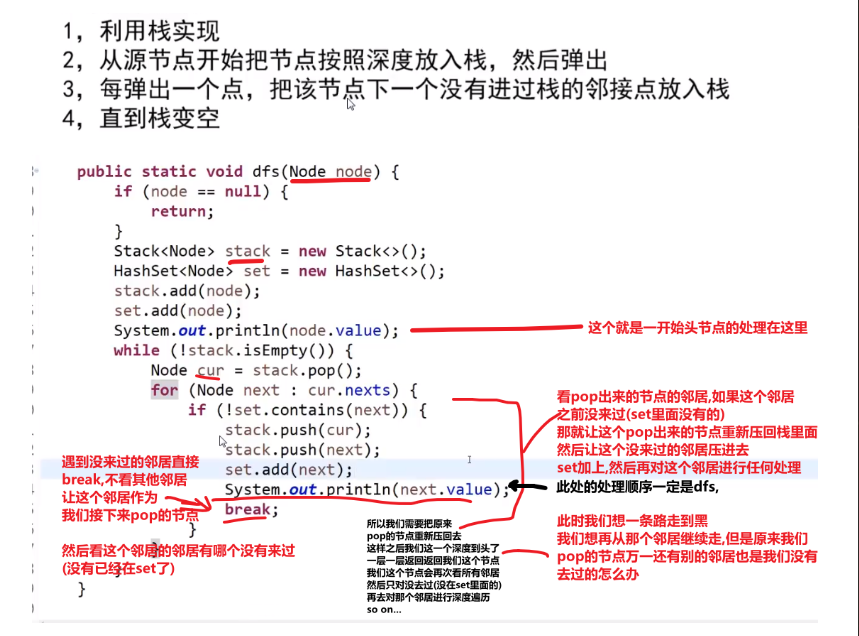 1，利用栈实现
2，从源节点开始把节点按照深度放入栈，然后弹出
3，每弹出一个点，把该节点下一个没有进过栈的邻接点放入栈
4，直到栈变空
public static void dfs(Node node) {
if (node == null) {
return;
}
Stack<Node> stack = new Stack<>();
HashSet<Node> set = new HashSet<>();
stack.add(node);
set.add(node);
System.out.println(node.value);
这个就是一开始头节点的处理在这里
while (!stack.isEmpty()) {
Node cur = stack.pop();
for (Node next : cur.nexts) {
if (!set.contains(next)) {
stack.push(cur);
stack.push(next);
set.add(next);
System.out.println(next.value);
break;
}
}
}
}
看pop出来的节点的邻居,如果这个邻居
之前没来过(set里面没有的)
那就让这个pop出来的节点重新压回栈里面
然后让这个没来过的邻居压进去
set加上,然后再对这个邻居进行任何处理
此处的处理顺序一定是dfs,
遇到没来过的邻居直接
break,不看其他邻居
让这个邻居作为
我们接下来pop的节点
然后看这个邻居的邻居有哪个没有来过
(没有已经在set了)
所以我们需要把原来
pop的节点重新压回去
这样之后我们这一个深度到头了
一层一层返回返回我们这个节点
我们这个节点会再次看所有邻居
然后只对没去过(没在set里面的)
再去对那个邻居进行深度遍历
so on...
此时我们想一条路走到黑
我们想再从那个邻居继续走,但是原来我们
pop的节点万一还有别的邻居也是我们没有
去过的怎么办